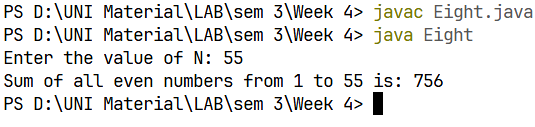 PS D:\UNI Material\LAB\sem 3\Week 4> javac Eight.java
PS D:\UNI Material\LAB\sem 3\Week 4> java Eight
Enter the value of N: 55
Sum of all even numbers from 1 to 55 is: 756
PS D:\UNI Material\LAB\sem 3\Week 4>